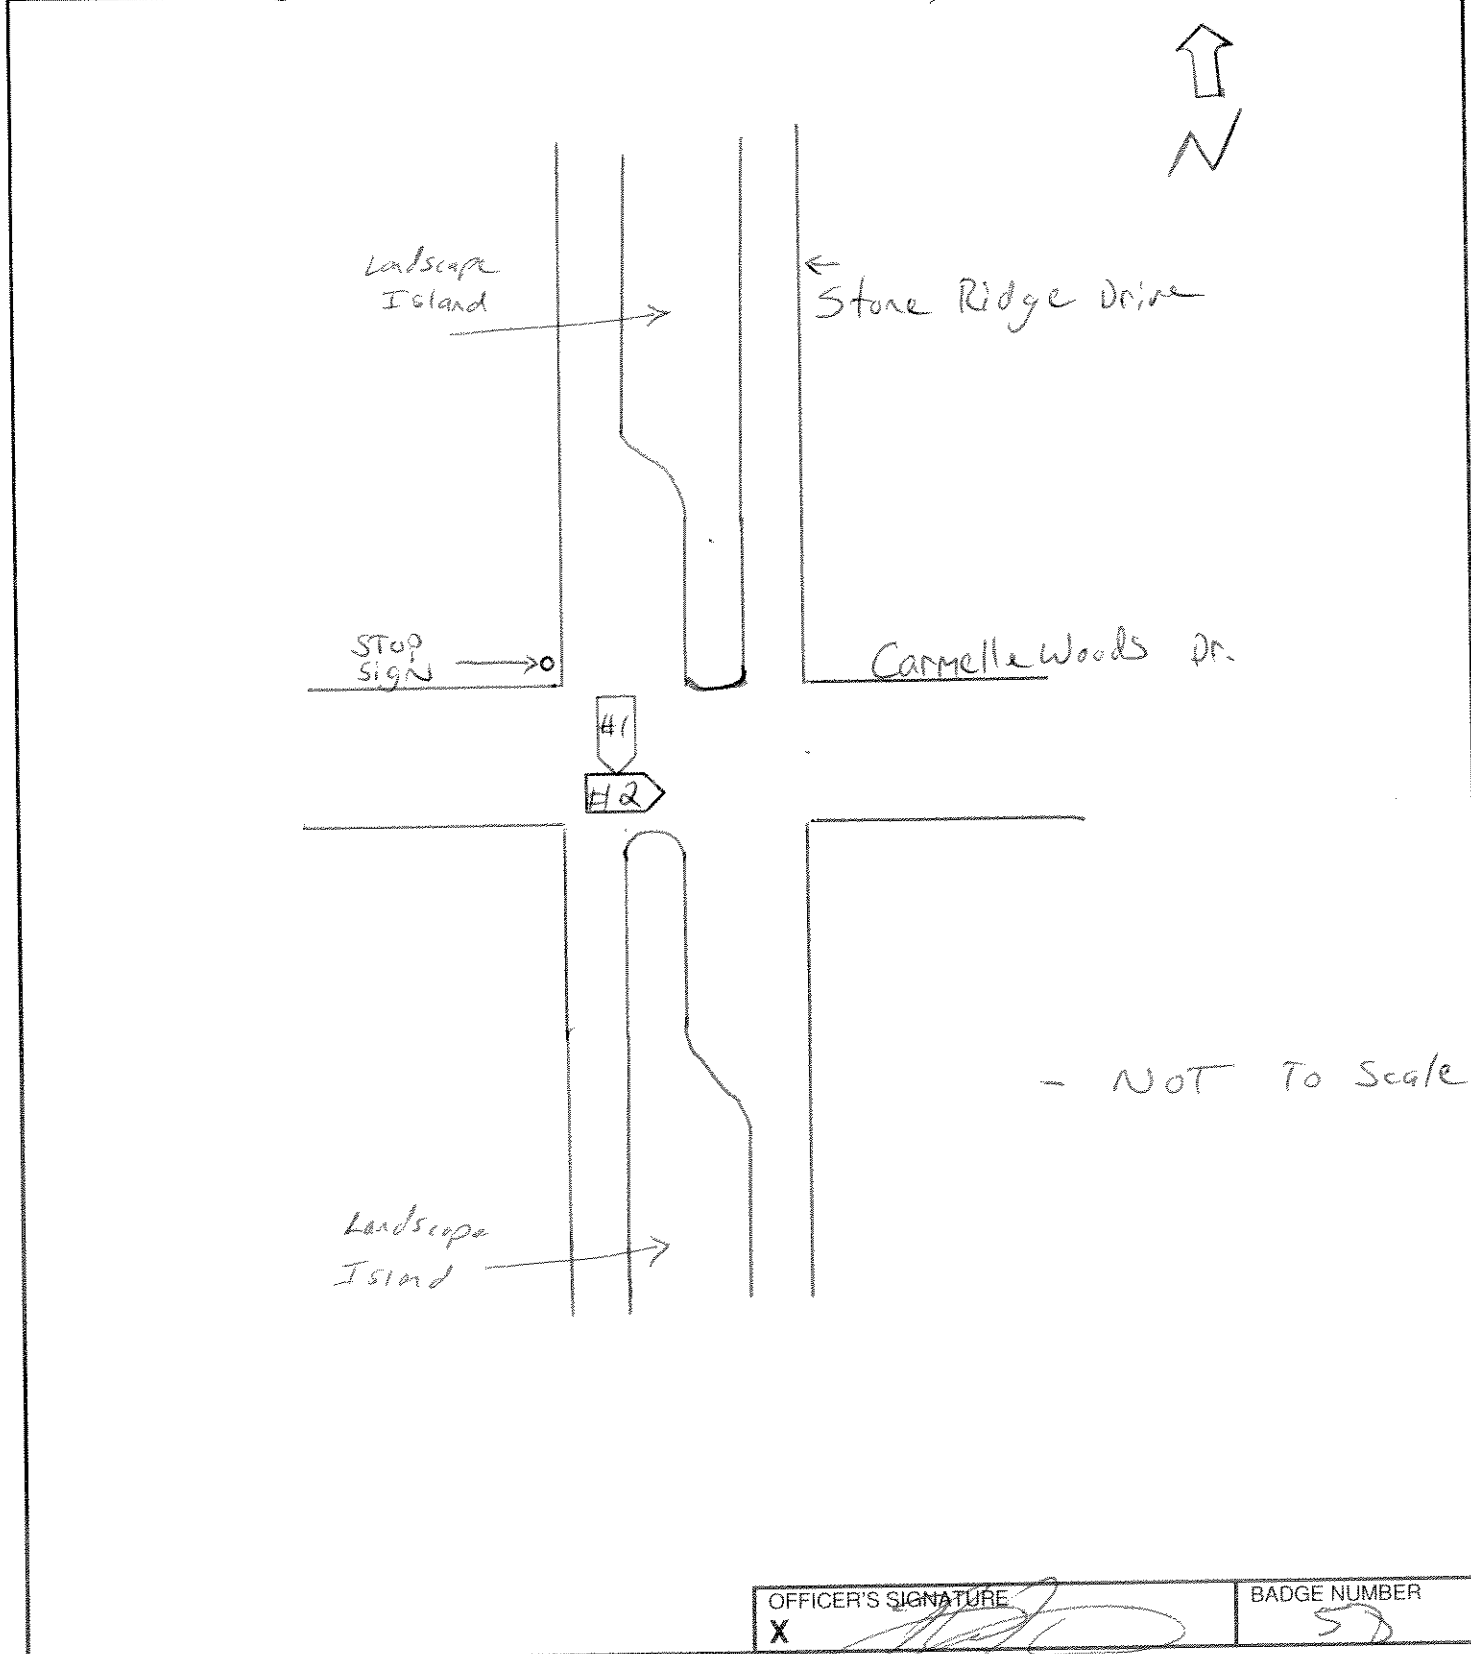 N
Landscape
Island
Stone Ridge Drive
STOP
Sign
Carmelle Woods Dr.
#1
#2
- NOT To Scale
Landscape
Island
OFFICER'S SIGNATURE
X
BADGE NUMBER